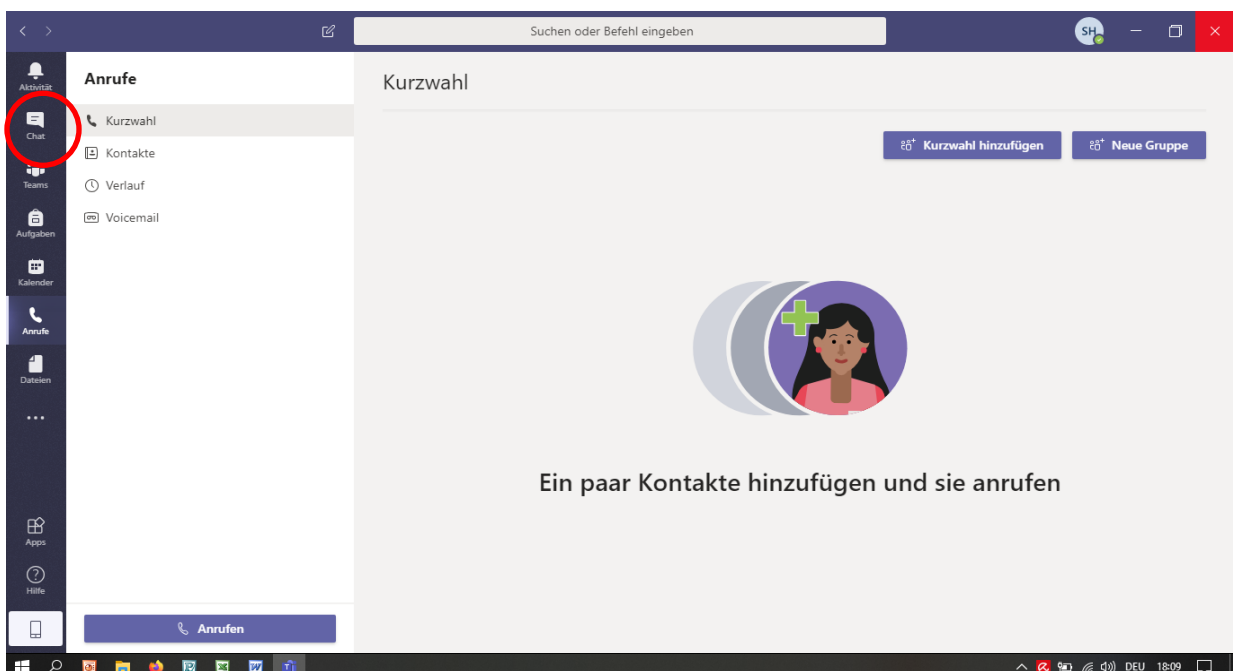 Suchen oder Befehl eingeben
SH
Aktivität
Chat
Teams
Aufgaben
Kalender
Anrufe
Dateien
Apps
Hilfe
Anrufe
Kurzwahl
Kontakte
Verlauf
Voicemail
Anrufen
Kurzwahl
Kurzwahl hinzufügen
Neue Gruppe
Ein paar Kontakte hinzufügen und sie anrufen
DEU 18:09